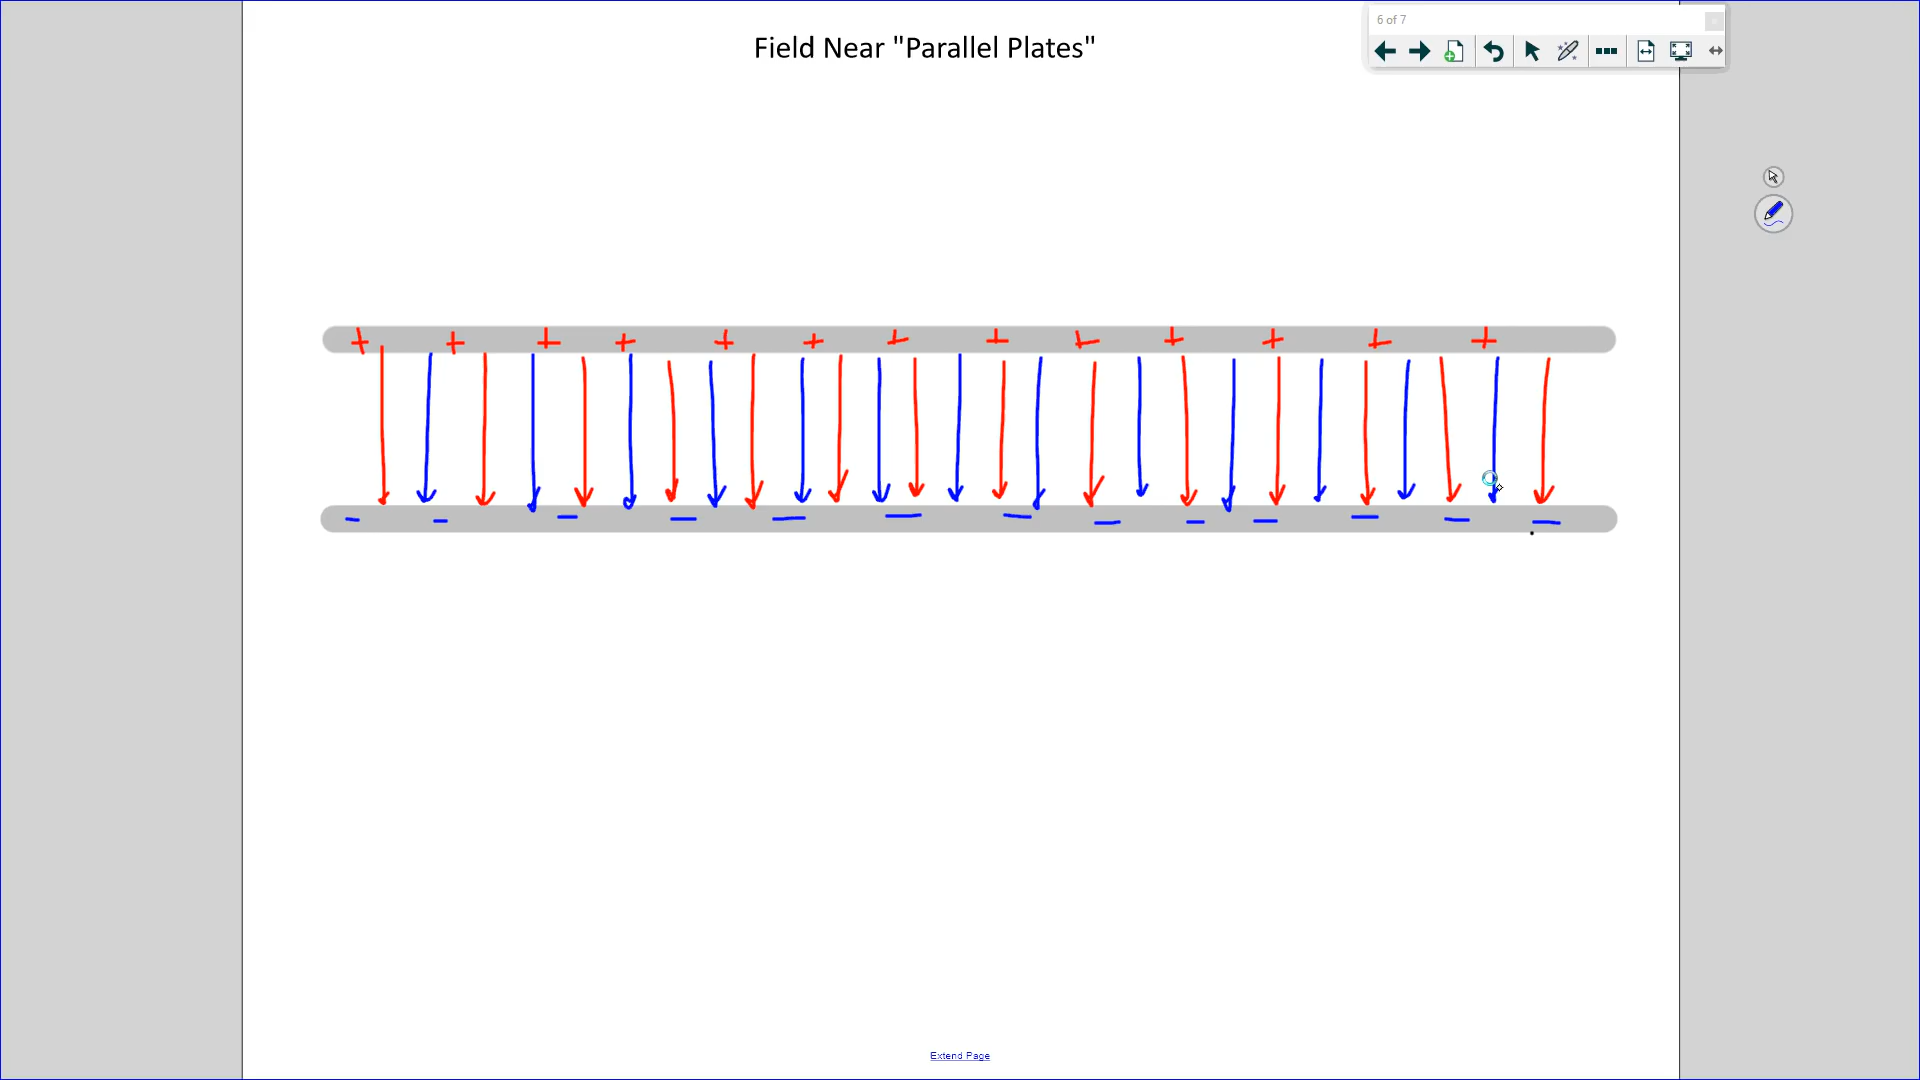 Field Near "Parallel Plates"
6 of 7
+ + + + + + + + + + + + +
- - - - - - - - - - - - -
Extend Page